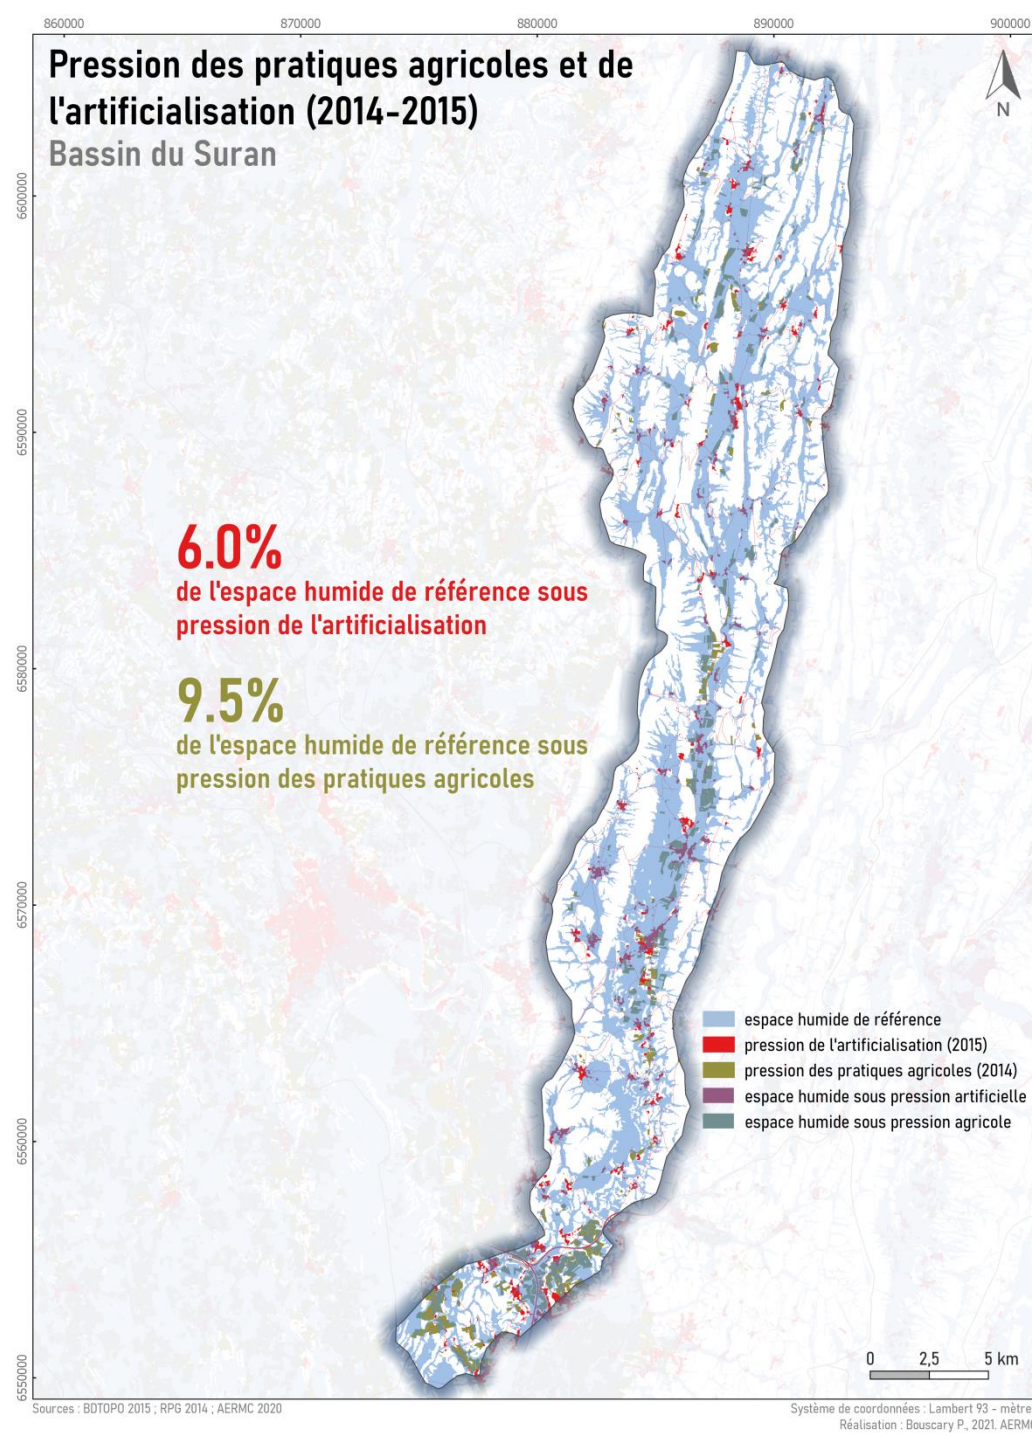 860000
870000
880000
890000
900000
Pression des pratiques agricoles et de
l'artificialisation (2014-2015)
Bassin du Suran
N
6600000
6590000
6.0%
de l'espace humide de référence sous
pression de l'artificialisation
6580000
9.5%
de l'espace humide de référence sous
pression des pratiques agricoles
6570000
espace humide de référence
pression de l'artificialisation (2015)
pression des pratiques agricoles (2014)
espace humide sous pression artificielle
espace humide sous pression agricole
6560000
0
2,5
5 km
6550000
Sources : BDTOPO 2015 ; RPG 2014 ; AERMC 2020
Système de coordonnées : Lambert 93 - mètre
Réalisation : Bouscary P., 2021. AERMC